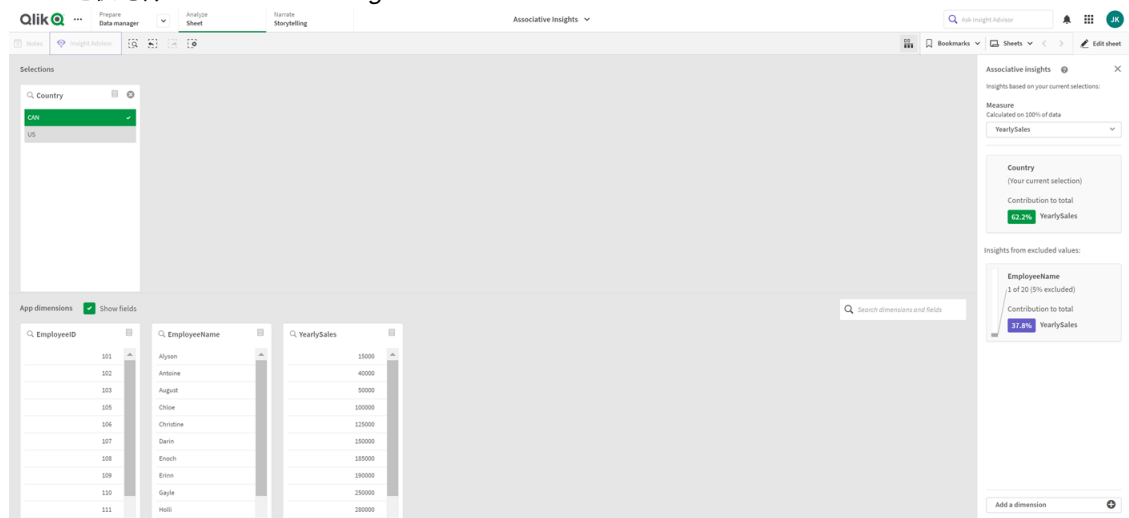 Qlik
Prepare
Data manager
Analyze
Sheet
Narrate
Storytelling
Associative Insights
Ask Insight Advisor
JK
Notes
Insight Advisor
Bookmarks
Sheets
Edit sheet
Selections
Country
CAN
US
App dimensions
Show fields
Search dimensions and fields
EmployeeID
101
102
103
105
106
107
108
109
110
111
EmployeeName
Alyson
Antoine
August
Chloe
Christine
Darin
Enoch
Erinn
Gayle
Holli
YearlySales
15000
40000
50000
100000
125000
150000
185000
190000
250000
280000
Associative insights
Insights based on your current selections:
Measure
Calculated on 100% of data
YearlySales
Country
(Your current selection)
Contribution to total
62.2% YearlySales
Insights from excluded values:
EmployeeName
1 of 20 (5% excluded)
Contribution to total
37.8% YearlySales
Add a dimension